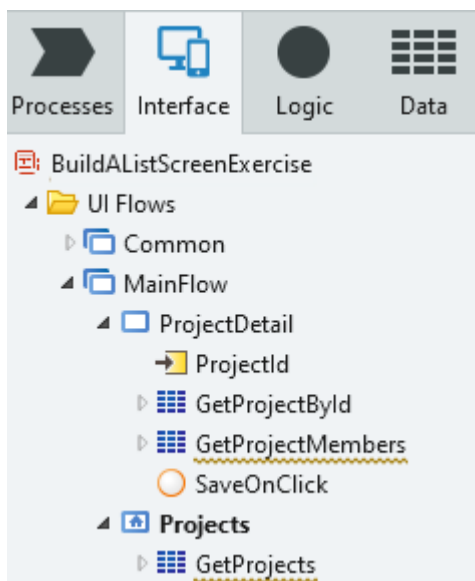 Processes Interface Logic Data
BuildAListScreenExercise
UI Flows
Common
MainFlow
ProjectDetail
ProjectId
GetProjectById
GetProjectMembers
SaveOnClick
Projects
GetProjects